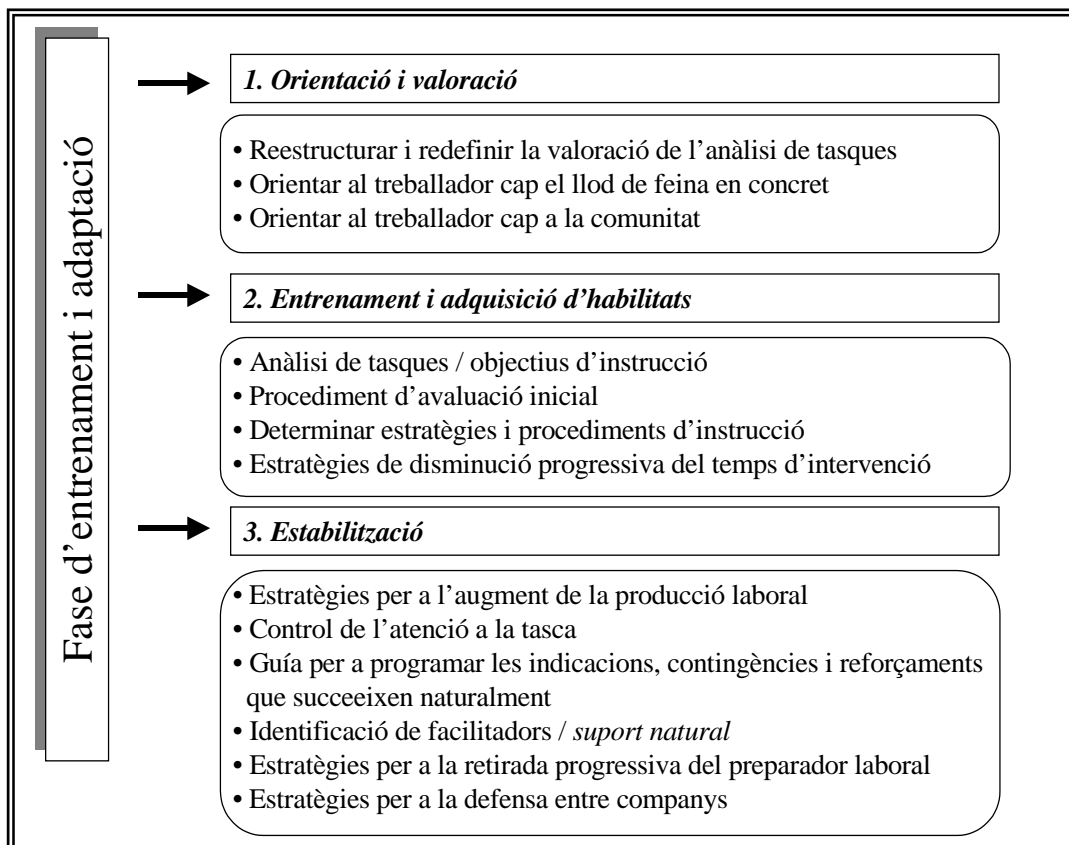 Fase d’entrenament i adaptació
1. Orientació i valoració
• Reestructurar i redefinir la valoració de l’anàlisi de tasques
• Orientar al treballador cap el llod de feina en concret
• Orientar al treballador cap a la comunitat
2. Entrenament i adquisició d’habilitats
• Anàlisi de tasques / objectius d’instrucció
• Procediment d’avaluació inicial
• Determinar estratègies i procediments d’instrucció
• Estratègies de disminució progressiva del temps d’intervenció
3. Estabilització
• Estratègies per a l’augment de la producció laboral
• Control de l’atenció a la tasca
• Guía per a programar les indicacions, contingències i reforçaments
que succeeixen naturalment
• Identificació de facilitadors / suport natural
• Estratègies per a la retirada progressiva del preparador laboral
• Estratègies per a la defensa entre companys